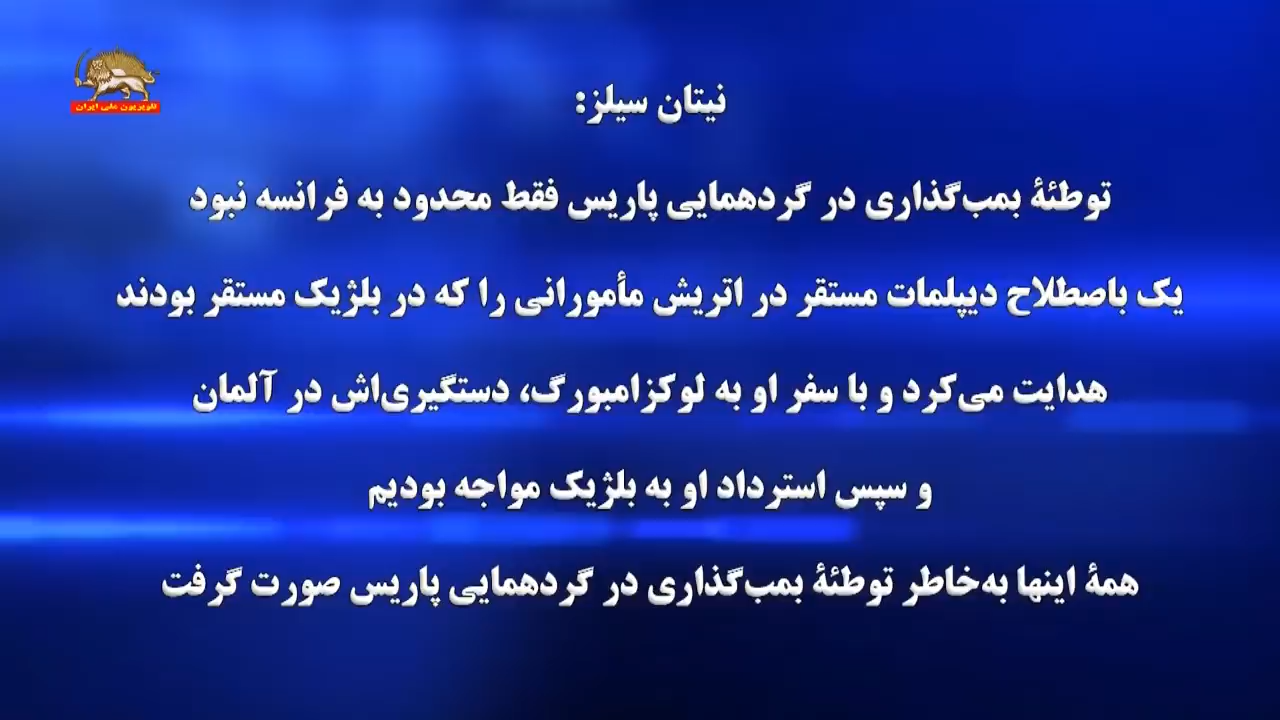 تلویزیون ملی ایران
نیتان سیلز:
توطئهٔ بمب‌گذاری در گردهمایی پاریس فقط محدود به فرانسه نبود
یک باصطلاح دیپلمات مستقر در اتریش مأمورانی را که در بلژیک مستقر بودند
هدایت می‌کرد و با سفر او به لوکزامبورگ، دستگیری‌اش در آلمان
و سپس استرداد او به بلژیک مواجه بودیم
همهٔ اینها به‌خاطر توطئهٔ بمب‌گذاری در گردهمایی پاریس صورت گرفت